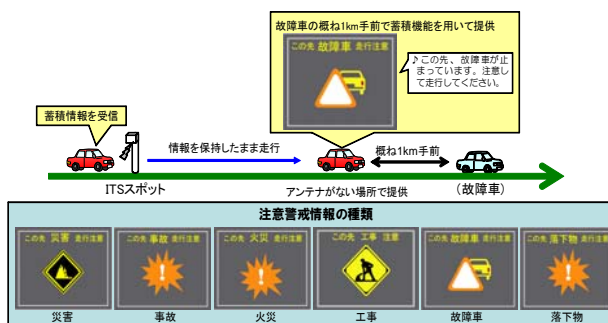 故障車の概ね1km手前で蓄積機能を用いて提供
この先 故障車 走行注意
♪この先、故障車が止
まっています。注意し
て走行してください。
蓄積情報を受信
情報を保持したまま走行
概ね1km手前
ITSスポット
アンテナがない場所で提供
(故障車)
注意警戒情報の種類
この先 災害 走行注意
この先 事故 走行注意
この先 火災 走行注意
この先 工事 注意
この先 故障車 走行注意
この先 落下物 走行注意
災害
事故
火災
工事
故障車
落下物